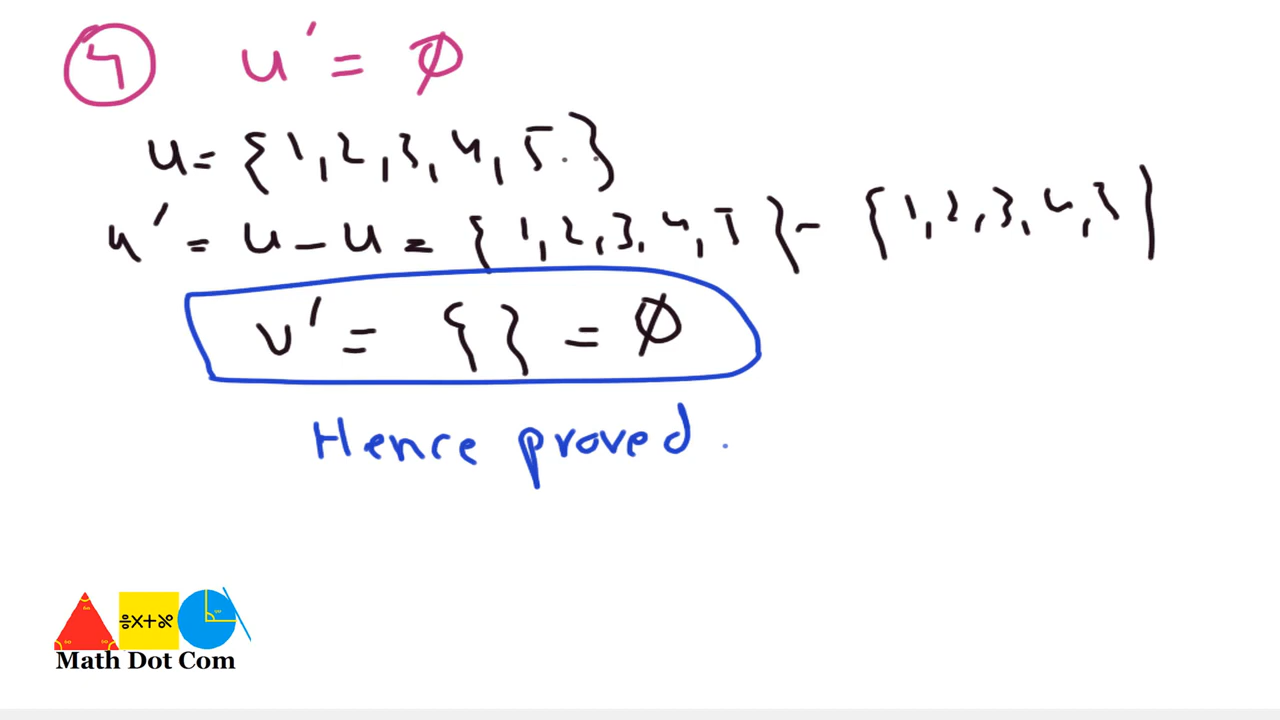 4 U' = ϕ
U = {1, 2, 3, 4, 5.}
U' = U - U = {1, 2, 3, 4, 5} - {1, 2, 3, 4, 5}
U' = { } = ϕ
Hence proved.
÷x+%
Math Dot Com